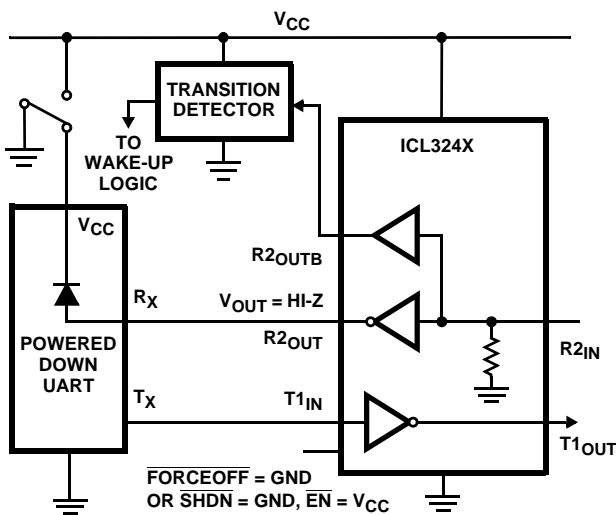 VCC
TRANSITION
DETECTOR
TO
WAKE-UP
LOGIC
ICL324X
VCC
R2OUTB
RX
VOUT = HI-Z
POWERED
DOWN
UART
R2OUT
R2IN
TX
T1IN
T1OUT
FORCEOFF = GND
OR SHDN = GND, EN = VCC